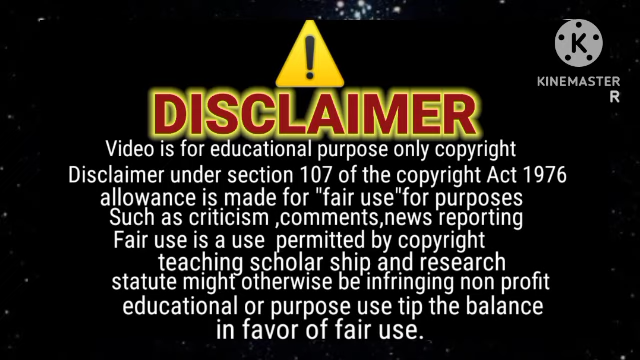 KINEMASTER
R
DISCLAIMER
Video is for educational purpose only copyright
Disclaimer under section 107 of the copyright Act 1976
allowance is made for "fair use"for purposes
Such as criticism ,comments,news reporting
Fair use is a use permitted by copyright
teaching scholar ship and research
statute might otherwise be infringing non profit
educational or purpose use tip the balance
in favor of fair use.